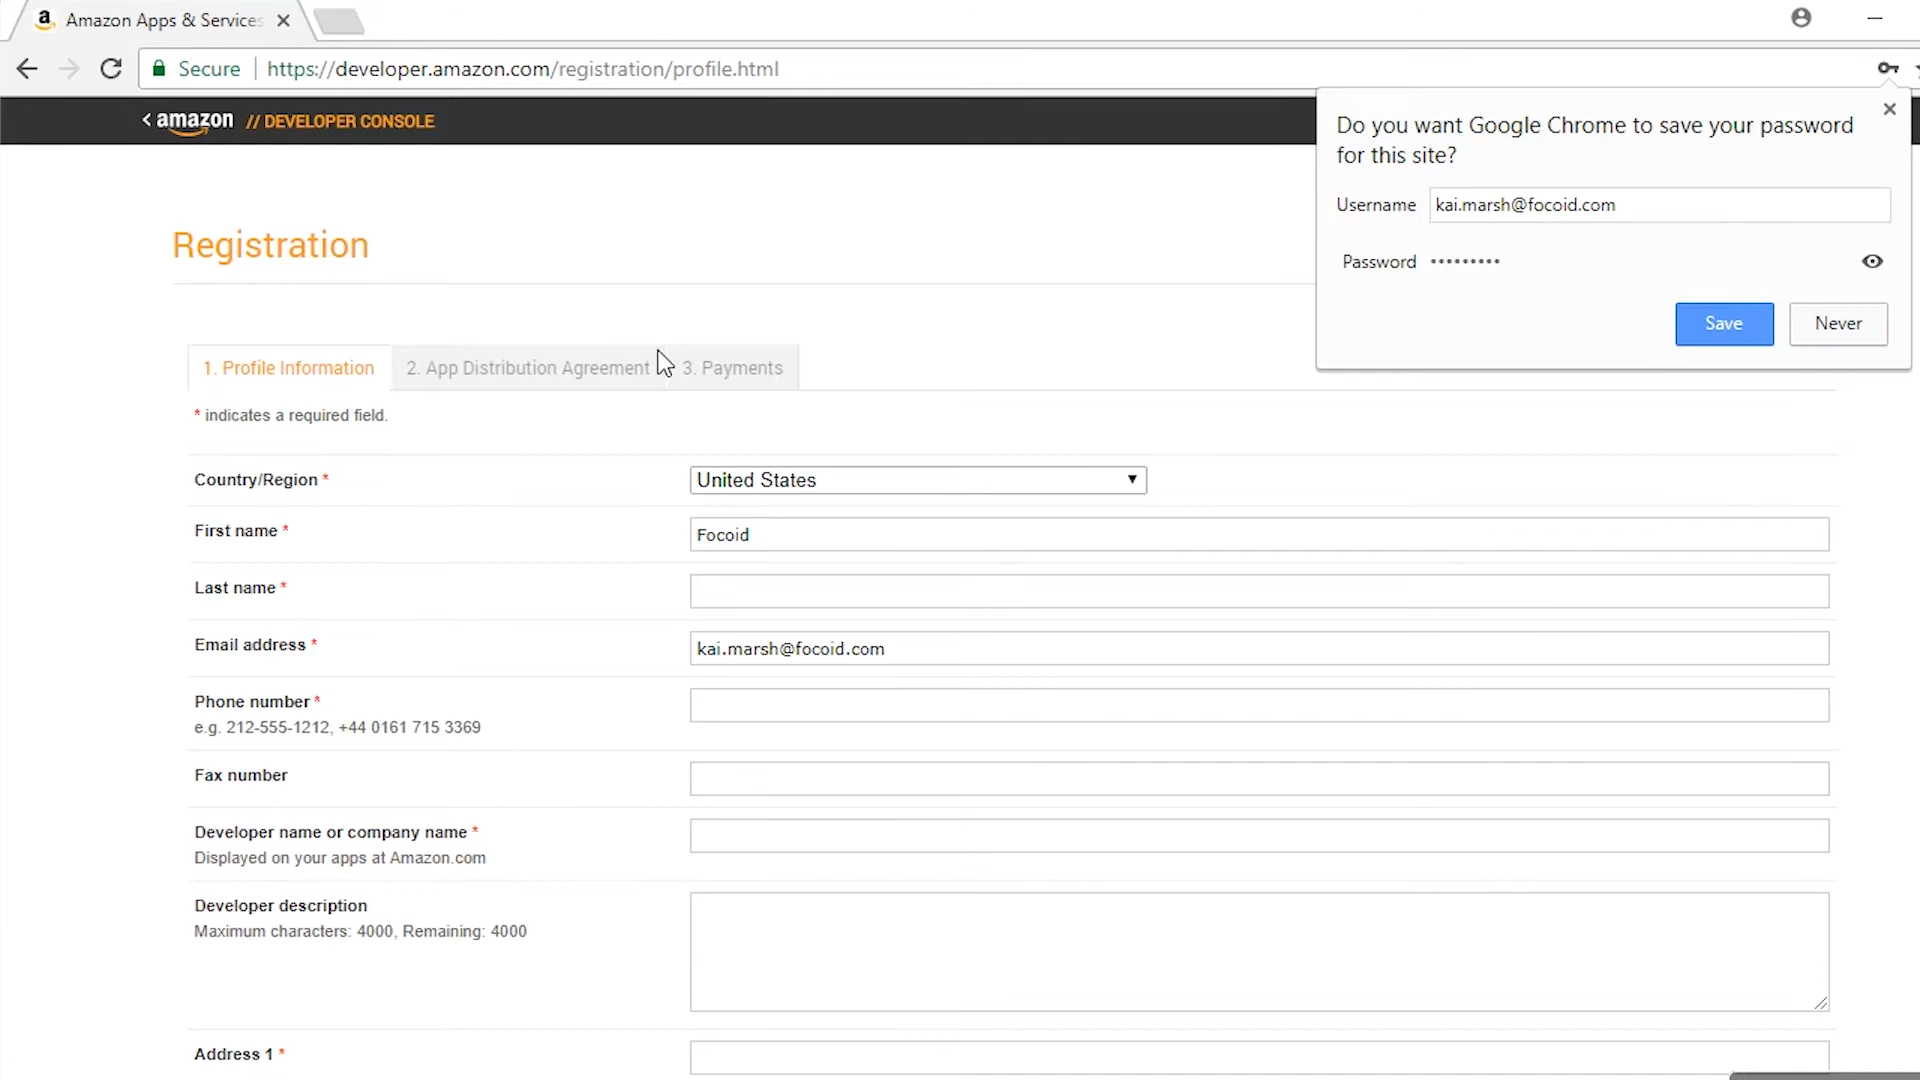 Amazon Apps & Services
Secure
https://developer.amazon.com/registration/profile.html
amazon // DEVELOPER CONSOLE
Do you want Google Chrome to save your password
for this site?
Username kai.marsh@focoid.com
Password •••••••••
Save Never
Registration
1. Profile Information 2. App Distribution Agreement 3. Payments
* indicates a required field.
Country/Region * United States
First name * Focoid
Last name *
Email address * kai.marsh@focoid.com
Phone number *
e.g. 212-555-1212, +44 0161 715 3369
Fax number
Developer name or company name *
Displayed on your apps at Amazon.com
Developer description
Maximum characters: 4000, Remaining: 4000
Address 1 *